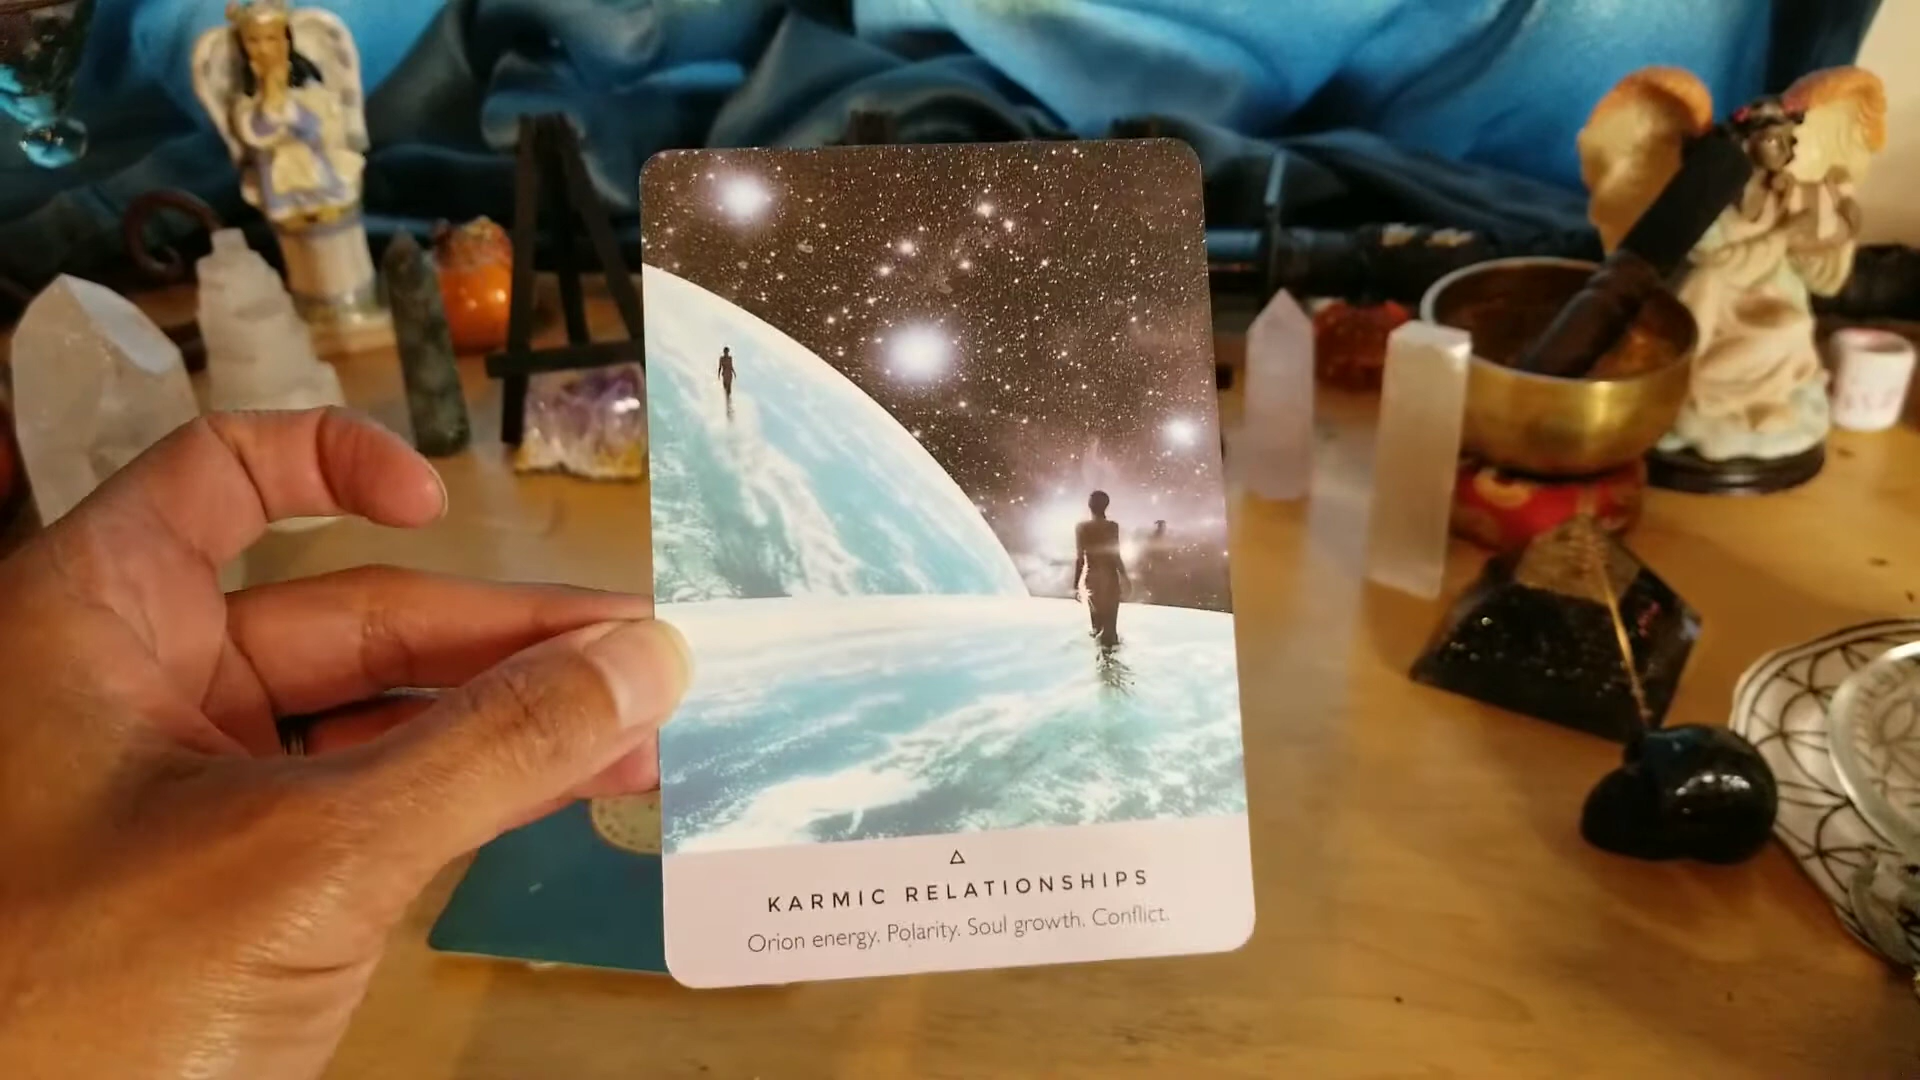 KARMIC RELATIONSHIPS
Orion energy. Polarity. Soul growth. Conflict.